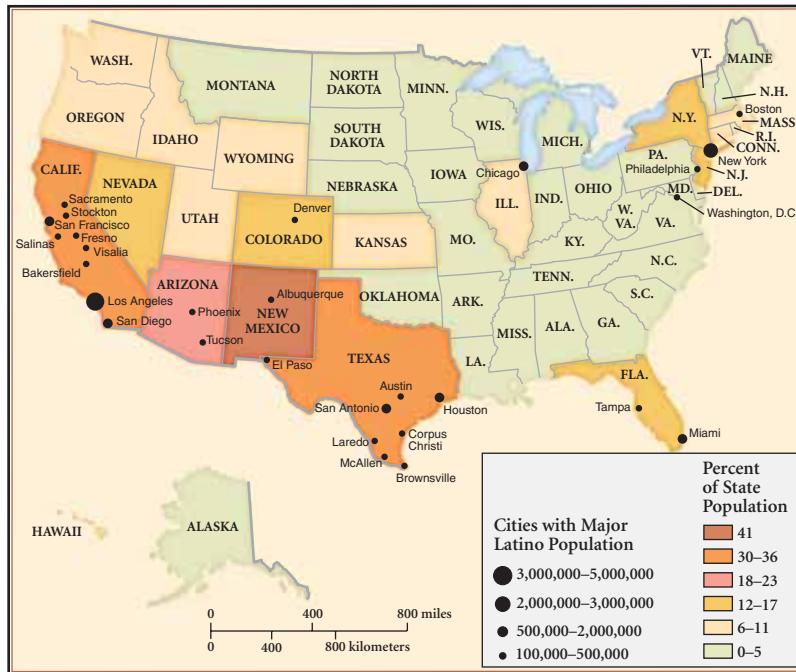 WASH.
OREGON
IDAHO
MONTANA
NORTH
DAKOTA
SOUTH
DAKOTA
MINN.
WIS.
MICH.
VT.
MAINE
N.H.
Boston
MASS.
R.I.
CONN.
N.Y.
New York
N.J.
PA.
Philadelphia
MD.
DEL.
Washington, D.C.
WYOMING
NEBRASKA
IOWA
Chicago
ILL.
IND.
OHIO
W.
VA.
VA.
CALIF.
NEVADA
UTAH
Denver
COLORADO
KANSAS
MO.
KY.
N.C.
TENN.
S.C.
Sacramento
Stockton
San Francisco
Fresno
Salinas
Visalia
Bakersfield
Los Angeles
San Diego
ARIZONA
Phoenix
Tucson
Albuquerque
NEW
MEXICO
OKLAHOMA
ARK.
MISS.
ALA.
GA.
LA.
El Paso
TEXAS
Austin
San Antonio
Houston
Laredo
Corpus
Christi
McAllen
Brownsville
FLA.
Tampa
Miami
HAWAII
ALASKA
0 400 800 miles
0 400 800 kilometers
Cities with Major
Latino Population
3,000,000–5,000,000
2,000,000–3,000,000
500,000–2,000,000
100,000–500,000
Percent
of State
Population
41
30–36
18–23
12–17
6–11
0–5